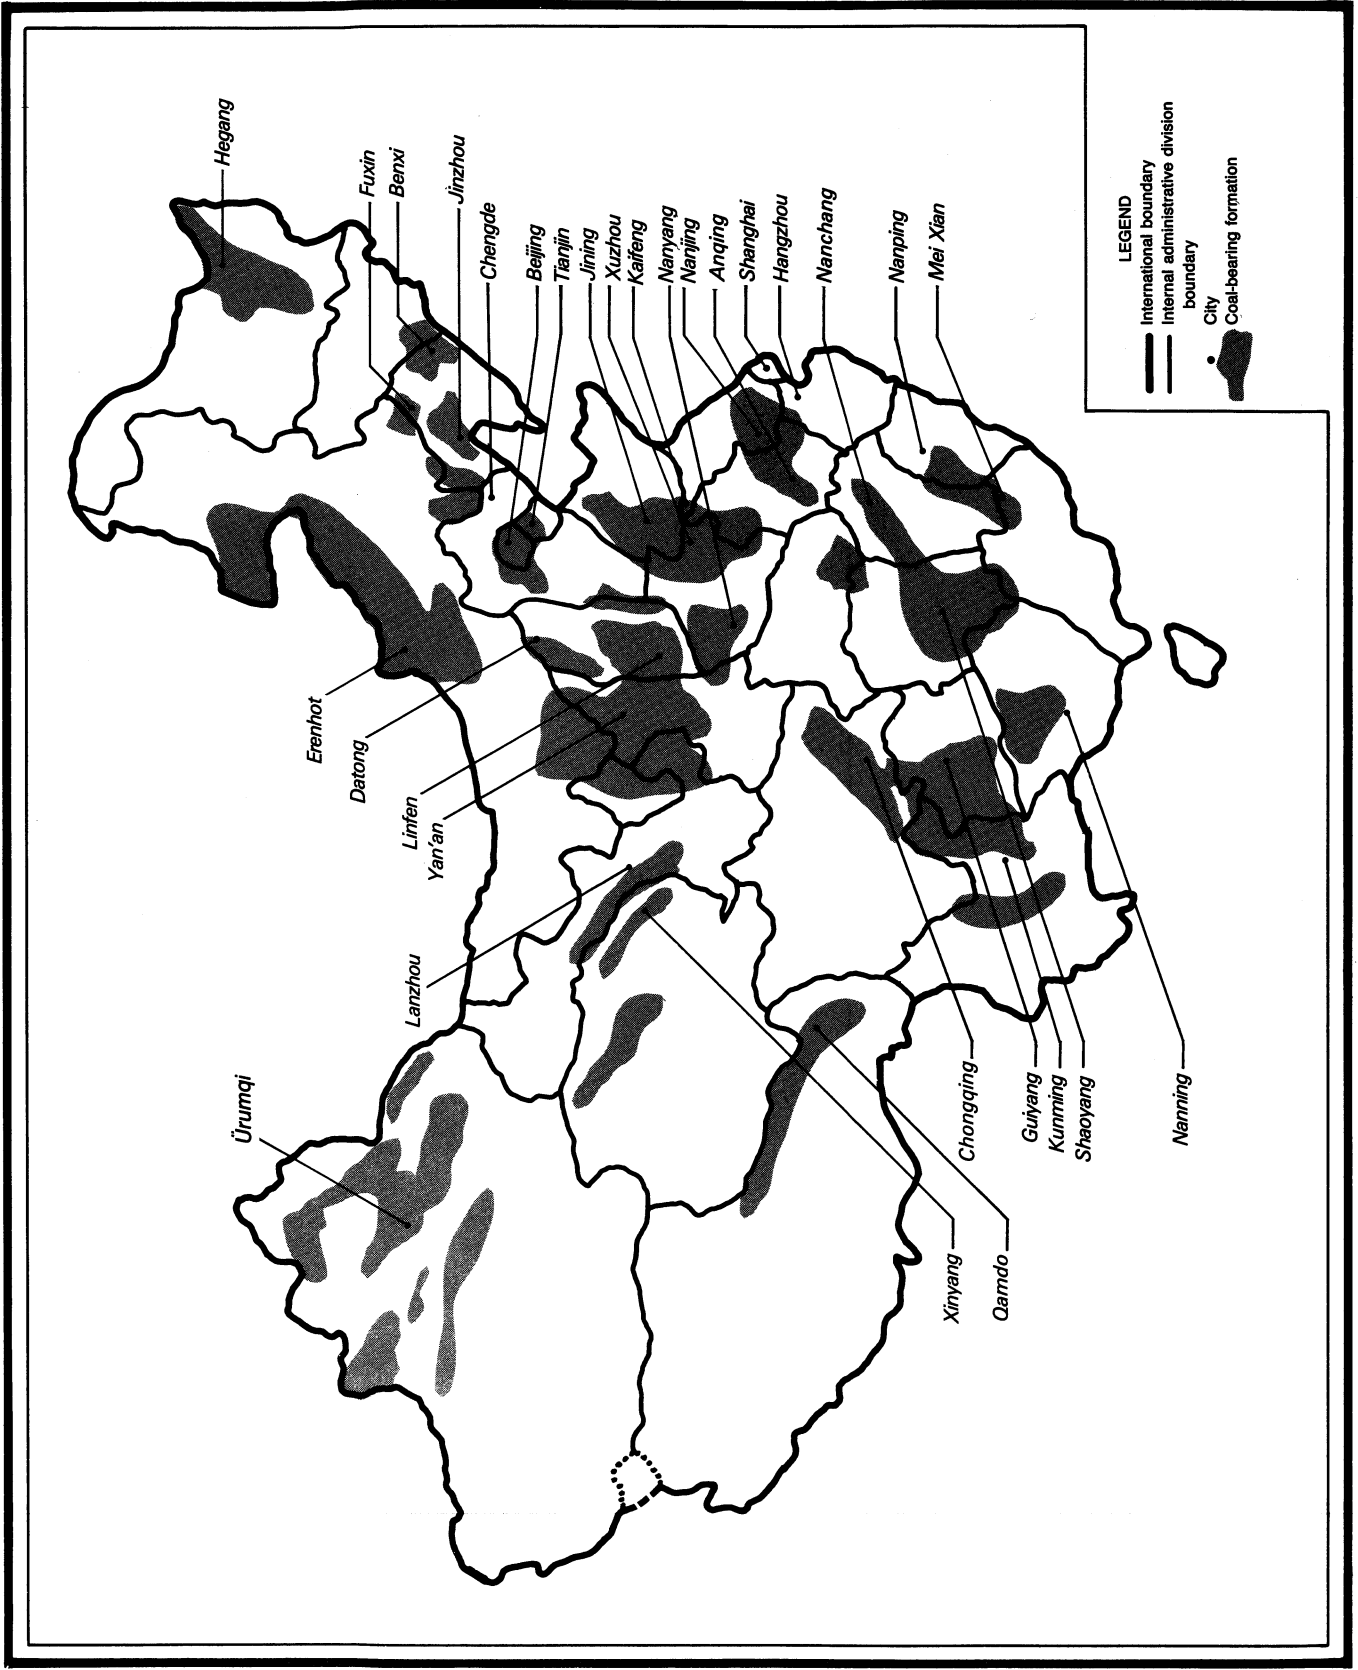 Hegang
Fuxin
Benxi
Jinzhou
Chengde
Beijing
Tianjin
Jining
Xuzhou
Kaifeng
Nanyang
Nanjing
Anqing
Shanghai
Hangzhou
Nanchang
Nanping
Mei Xian
LEGEND
International boundary
Internal administrative division
boundary
City
Coal-bearing formation
Erenhot
Datong
Linfen
Yan'an
Lanzhou
Ürumqi
Chongqing
Guiyang
Kunming
Shaoyang
Nanning
Xinyang
Qamdo